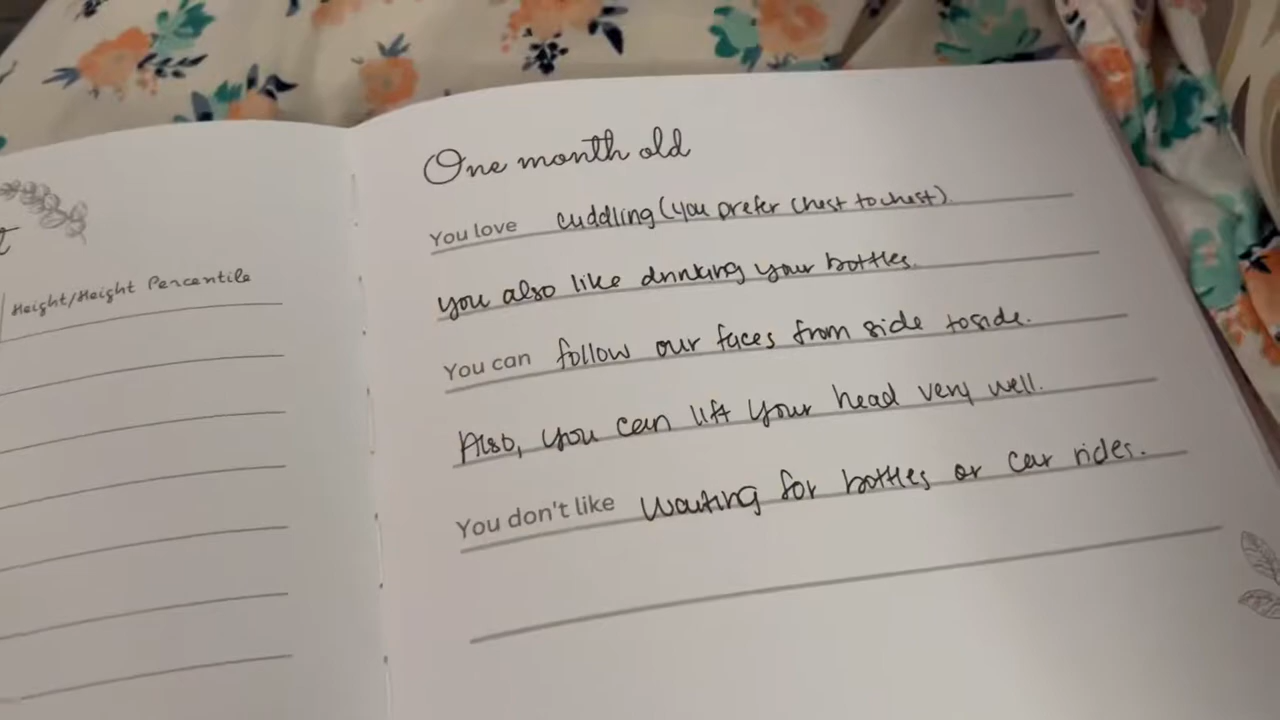 t
Height/Height Percentile
One month old
You love cuddling (you prefer chest to chest).
you also like drinking your bottles.
You can follow our faces from side to side.
Also, you can lift your head very well.
You don't like waiting for bottles or car rides.